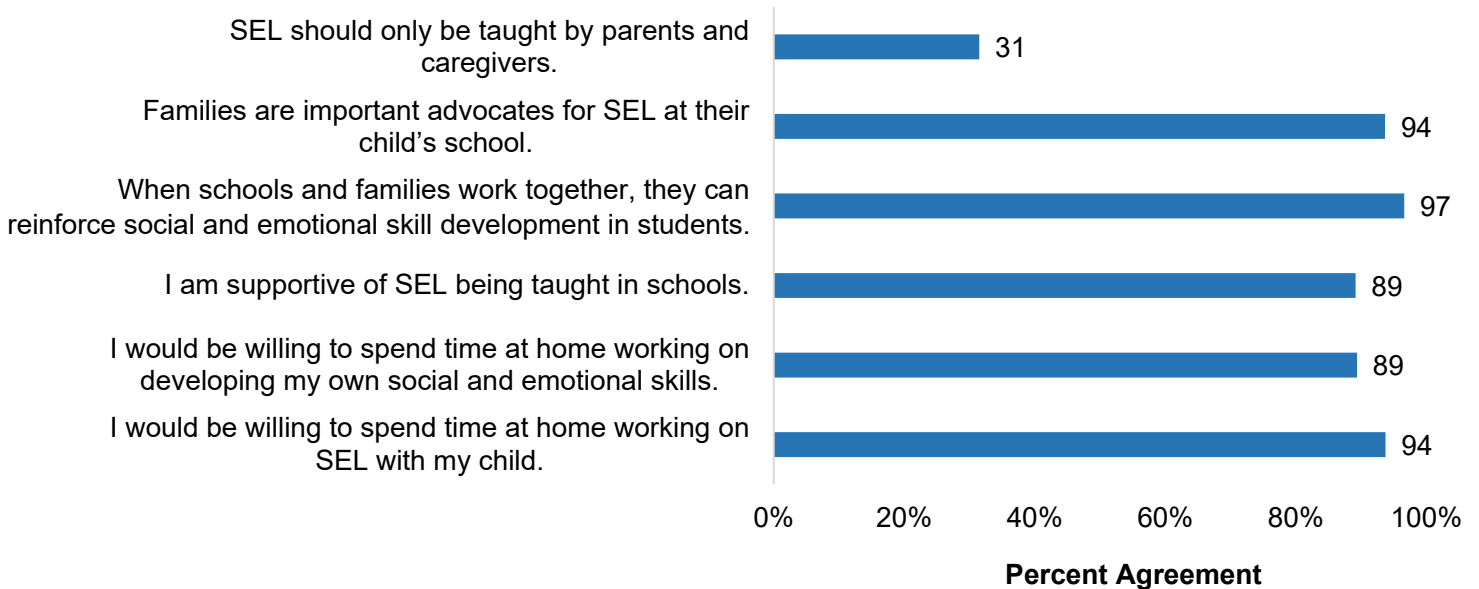 SEL should only be taught by parents and
caregivers.
31
Families are important advocates for SEL at their
child’s school.
94
When schools and families work together, they can
reinforce social and emotional skill development in students.
97
I am supportive of SEL being taught in schools.
89
I would be willing to spend time at home working on
developing my own social and emotional skills.
89
I would be willing to spend time at home working on
SEL with my child.
94
0% 20% 40% 60% 80% 100%
Percent Agreement